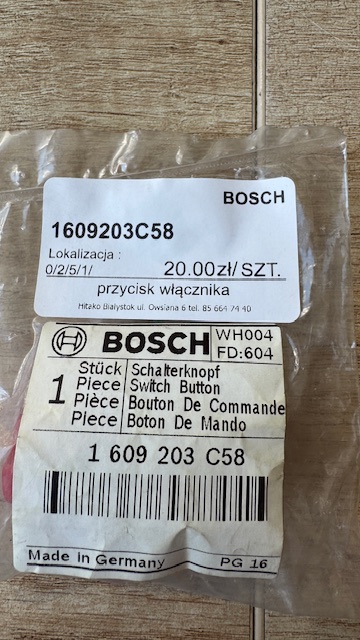 BOSCH
1609203C58
Lokalizacja :
0/2/5/1/ 20.00zł/ SZT.
przycisk włącznika
Hitako Białystok ul. Owsiana 6 tel. 85 664 74 40
BOSCH WH004
FD:604
1 Stück Schalterknopf
Piece Switch Button
Pièce Bouton De Commande
Piece Boton De Mando
1 609 203 C58
Made in Germany PG 16